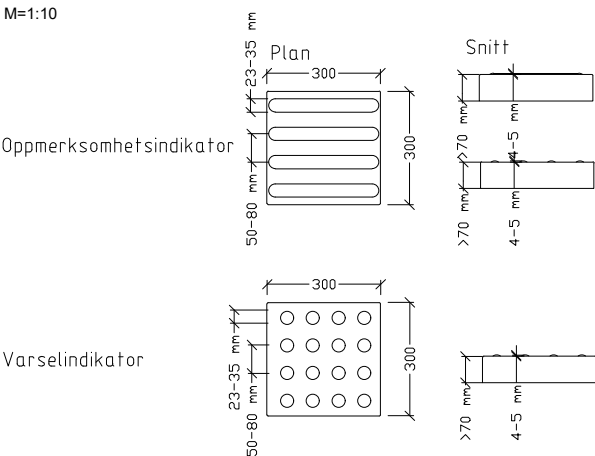 M=1:10
Plan
Snitt
23-35 mm
300
300
50-80 mm
Oppmerksomhetsindikator
>70 mm
4-5 mm
>70 mm
4-5 mm
300
300
23-35 mm
50-80 mm
Varselindikator
>70 mm
4-5 mm